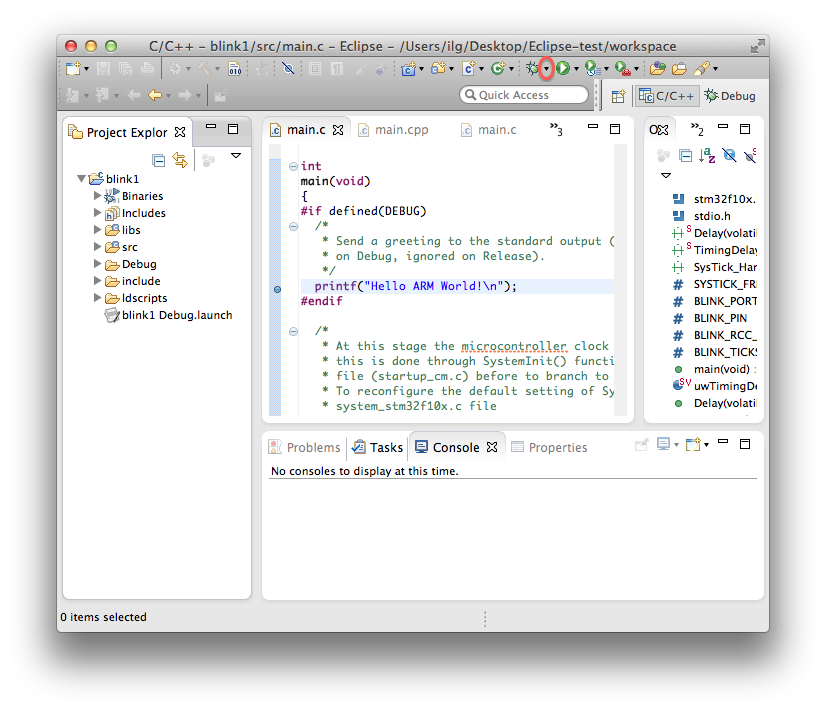 C/C++ - blink1/src/main.c - Eclipse - /Users/ilg/Desktop/Eclipse-test/workspace
010
Quick Access
C/C++
Debug
Project Explor
main.c
main.cpp
main.c
»3
»2
blink1
Binaries
Includes
libs
src
Debug
include
ldscripts
blink1 Debug.launch
int
main(void)
{
#if defined(DEBUG)
/*
* Send a greeting to the standard output (
* on Debug, ignored on Release).
*/
printf("Hello ARM World!\n");
#endif
/*
* At this stage the microcontroller clock
* this is done through SystemInit() functi
* file (startup_cm.c) before to branch to
* To reconfigure the default setting of Sy
* system_stm32f10x.c file
stm32f10x.
stdio.h
Delay(volati
TimingDelay
SysTick_Har
SYSTICK_FR
BLINK_PORT
BLINK_PIN
BLINK_RCC_
BLINK_TICKS
main(void) :
uwTimingDe
Delay(volatil
Problems
Tasks
Console
Properties
No consoles to display at this time.
0 items selected